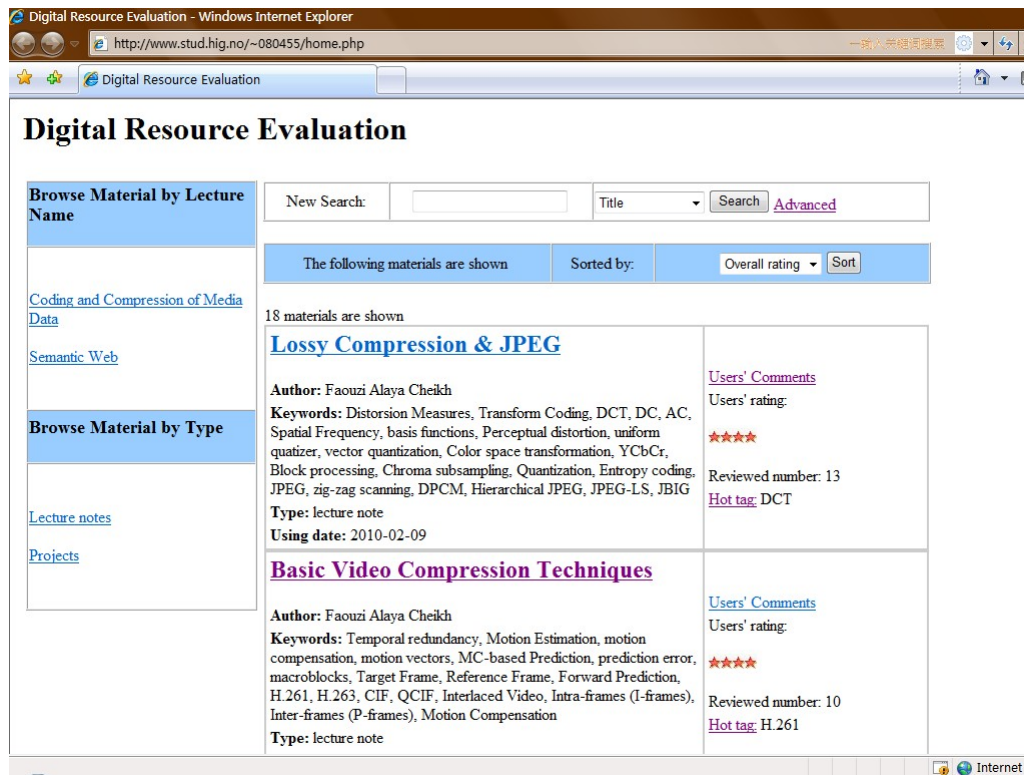 Digital Resource Evaluation - Windows Internet Explorer
http://www.stud.hig.no/~080455/home.php
Digital Resource Evaluation
Digital Resource Evaluation
Browse Material by Lecture
Name
Coding and Compression of Media
Data
Semantic Web
Browse Material by Type
Lecture notes
Projects
New Search:
Title
Search
Advanced
The following materials are shown
Sorted by:
Overall rating
Sort
18 materials are shown
Lossy Compression & JPEG
Author: Faouzi Alaya Cheikh
Keywords: Distorsion Measures, Transform Coding, DCT, DC, AC,
Spatial Frequency, basis functions, Perceptual distortion, uniform
quatizer, vector quantization, Color space transformation, YCbCr,
Block processing, Chroma subsampling, Quantization, Entropy coding,
JPEG, zig-zag scanning, DPCM, Hierarchical JPEG, JPEG-LS, JBIG
Type: lecture note
Using date: 2010-02-09
Users' Comments
Users' rating:
Reviewed number: 13
Hot tag: DCT
Basic Video Compression Techniques
Author: Faouzi Alaya Cheikh
Keywords: Temporal redundancy, Motion Estimation, motion
compensation, motion vectors, MC-based Prediction, prediction error,
macroblocks, Target Frame, Reference Frame, Forward Prediction,
H.261, H.263, CIF, QCIF, Interlaced Video, Intra-frames (I-frames),
Inter-frames (P-frames), Motion Compensation
Type: lecture note
Users' Comments
Users' rating:
Reviewed number: 10
Hot tag: H.261
Internet